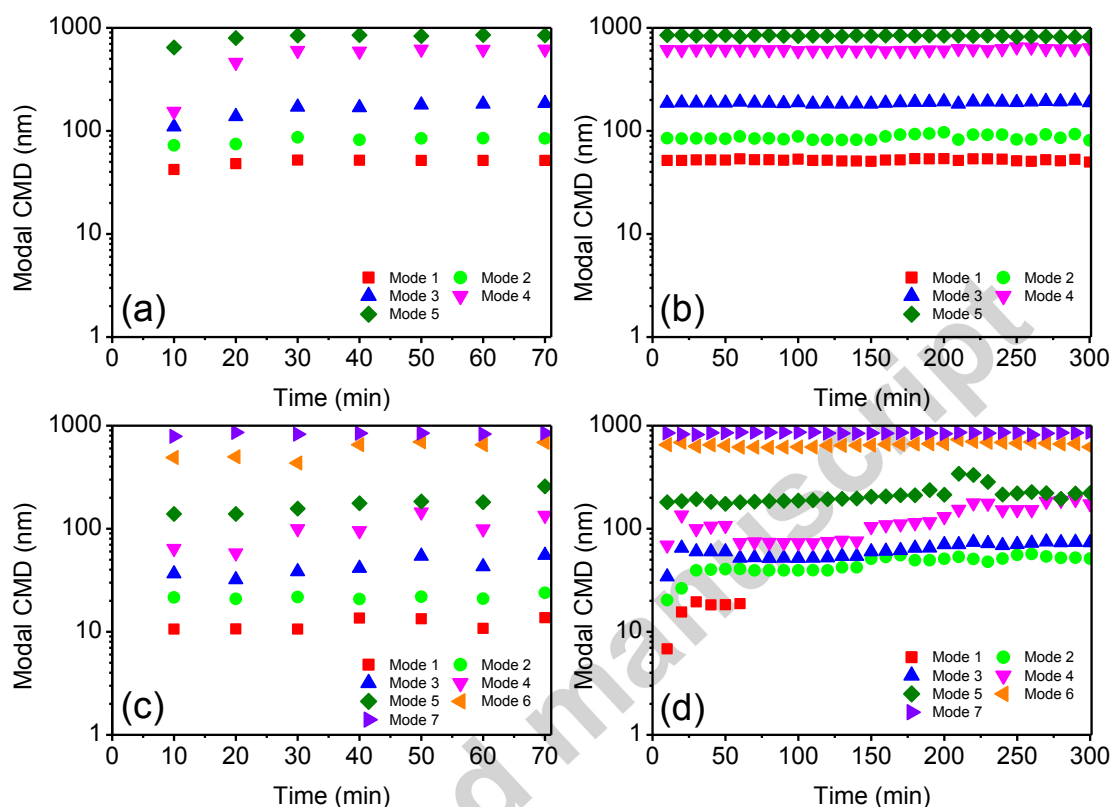 1000
100
10
1
Modal CMD (nm)
0 10 20 30 40 50 60 70
Time (min)
Mode 1 Mode 2
Mode 3 Mode 4
Mode 5
(a)
1000
100
10
1
Modal CMD (nm)
0 50 100 150 200 250 300
Time (min)
Mode 1 Mode 2
Mode 3 Mode 4
Mode 5
(b)
1000
100
10
1
Modal CMD (nm)
0 10 20 30 40 50 60 70
Time (min)
Mode 1 Mode 2
Mode 3 Mode 4
Mode 5 Mode 6
Mode 7
(c)
1000
100
10
1
Modal CMD (nm)
0 50 100 150 200 250 300
Time (min)
Mode 1 Mode 2
Mode 3 Mode 4
Mode 5 Mode 6
Mode 7
(d)
d manuscript